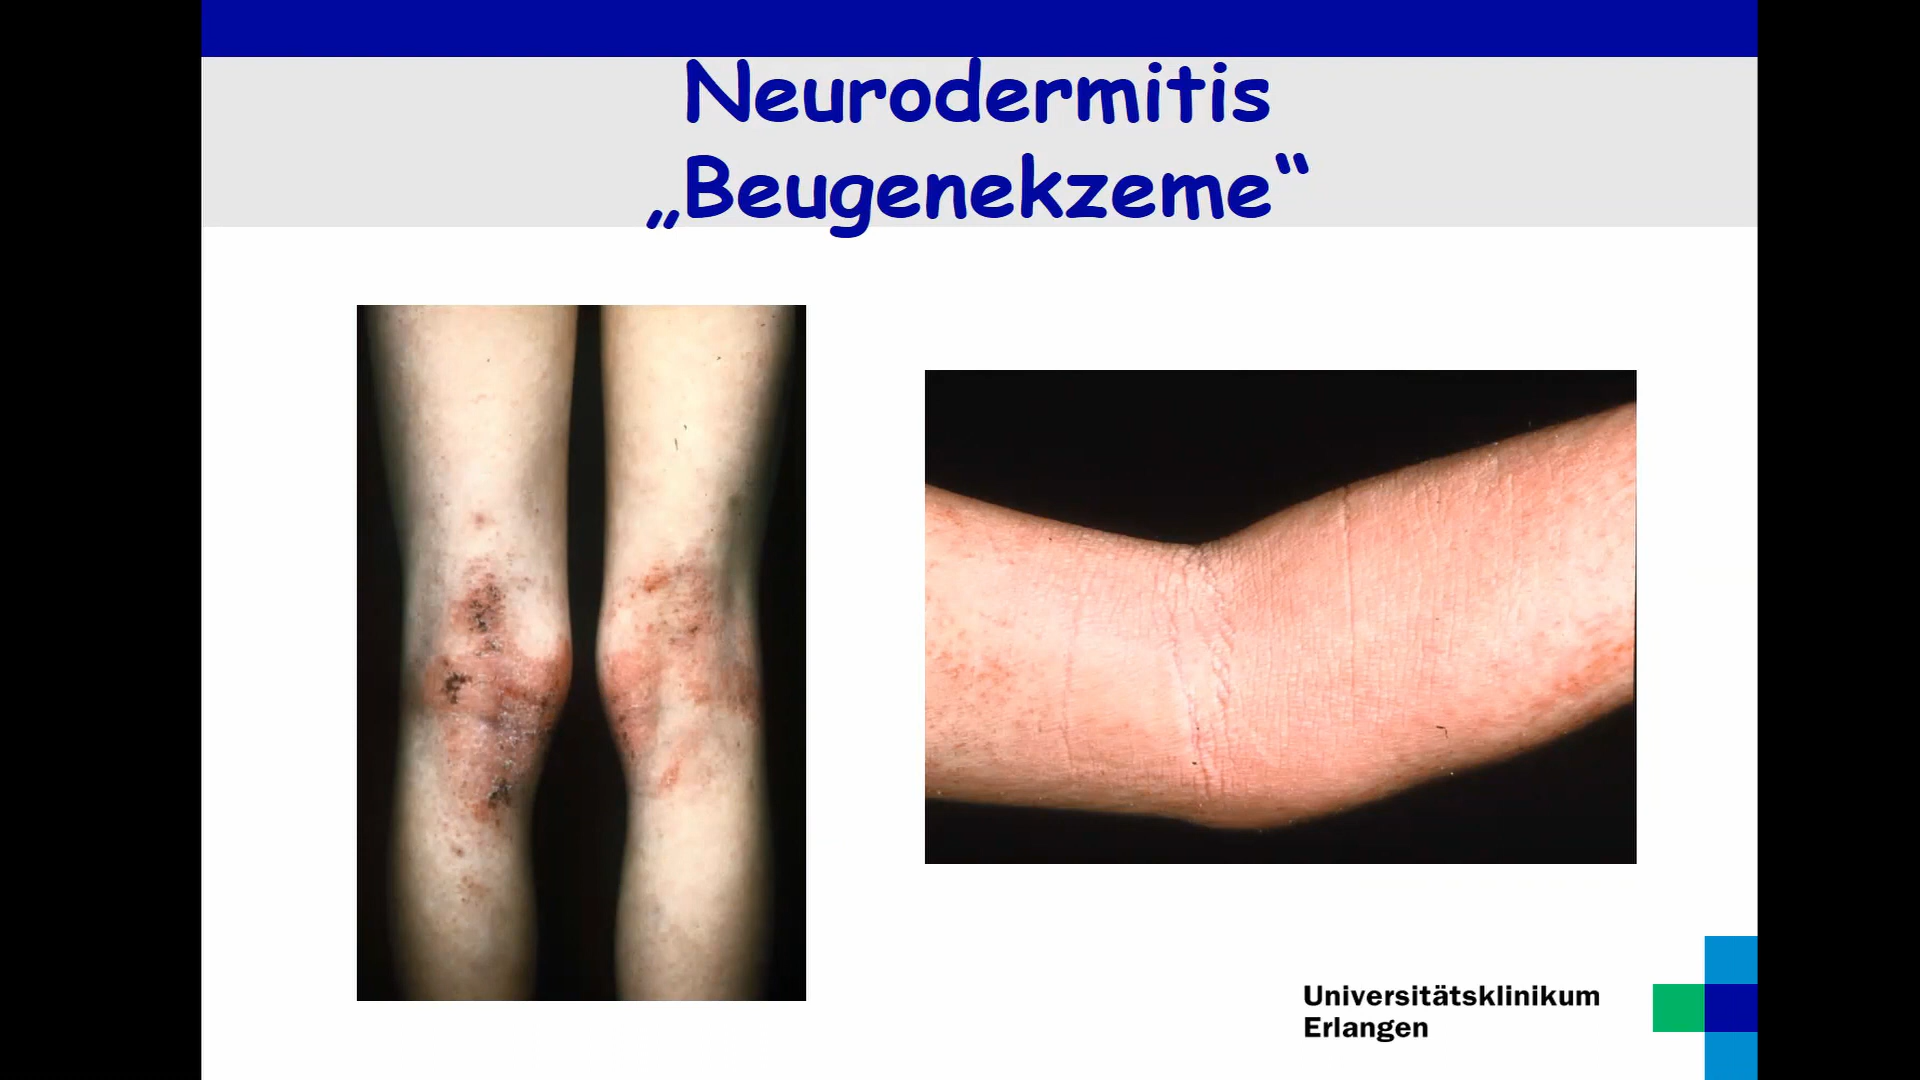 Neurodermitis
„Beugenekzeme“
Universitätsklinikum
Erlangen